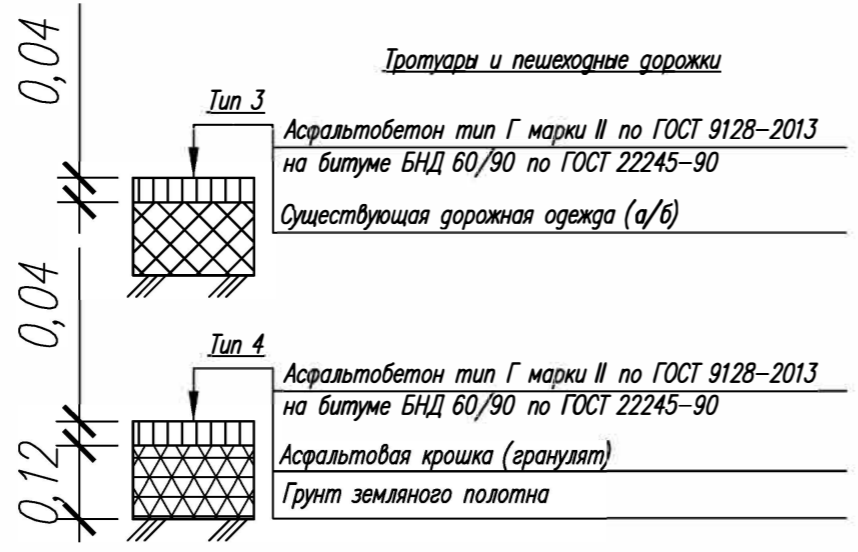 0,04
Тротуары и пешеходные дорожки
Тип 3
Асфальтобетон тип Г марки II по ГОСТ 9128-2013
на битуме БНД 60/90 по ГОСТ 22245-90
Существующая дорожная одежда (а/б)
0,04
Тип 4
Асфальтобетон тип Г марки II по ГОСТ 9128-2013
на битуме БНД 60/90 по ГОСТ 22245-90
0,12
Асфальтовая крошка (гранулят)
Грунт земляного полотна